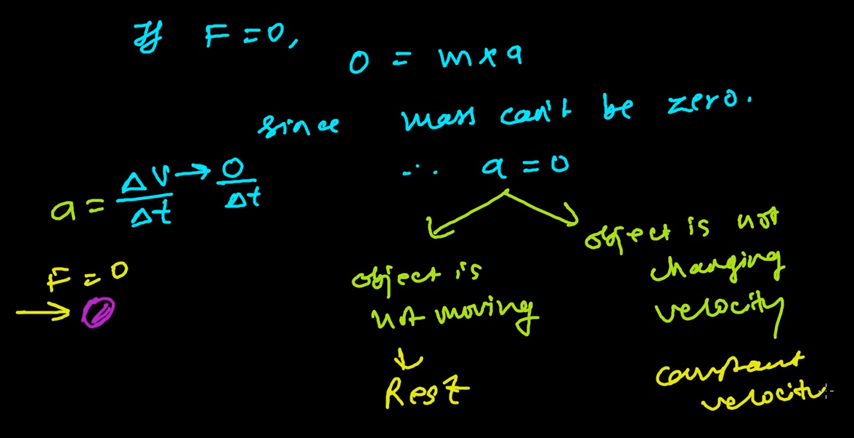 If F = 0,
0 = m x a
since mass can't be zero.
∴ a = 0
a = ΔV/Δt → 0/Δt
F = 0
object is
not moving
Rest
object is not
changing
velocity
constant
velocity